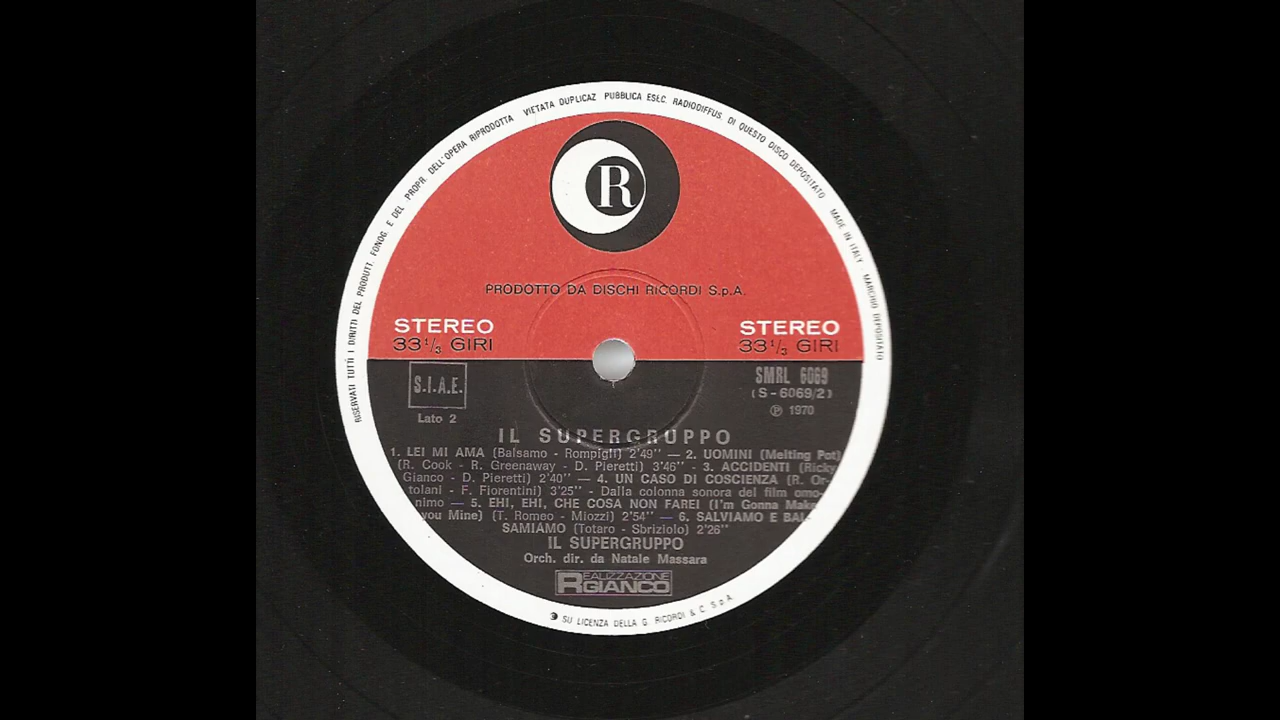 RISERVATI TUTTI I DIRITTI DEL PRODUTT. FONOG. E DEL PROPR. DELL'OPERA RIPRODOTTA VIETATA DUPLICAZ PUBBLICA ESEC. RADIODIFFUS. DI QUESTO DISCO DEPOSITATO MADE IN ITALY MARCHIO DEPOSITATO
R
PRODOTTO DA DISCHI RICORDI S.p.A.
STEREO STEREO
33 1/3 GIRI 33 1/3 GIRI
S.I.A.E. SMRL 6069
(S - 6069/2)
Lato 2 ℗ 1970
IL SUPERGRUPPO
1. LEI MI AMA (Balsamo - Rompigli) 2'49" — 2. UOMINI (Melting Pot)
(R. Cook - R. Greenaway - D. Pieretti) 3'46" - 3. ACCIDENTI (Ricky
Gianco - D. Pieretti) 2'40" — 4. UN CASO DI COSCIENZA (R. Or-
tolani - F. Fiorentini) 3'25" - Dalla colonna sonora del film omo-
nimo — 5. EHI, EHI, CHE COSA NON FAREI (I'm Gonna Make
you Mine) (T. Romeo - Miozzi) 2'54" — 6. SALVIAMO E BAL-
SAMIAMO (Totaro - Sbriziolo) 2'26"
IL SUPERGRUPPO
Orch. dir. da Natale Massara
REALIZZAZIONE
RGIANCO
SU LICENZA DELLA G. RICORDI & C. S.p.A.